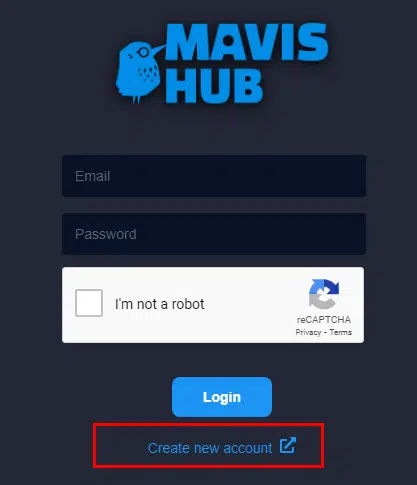 MAVIS
HUB
Email
Password
I'm not a robot
reCAPTCHA
Privacy - Terms
Login
Create new account